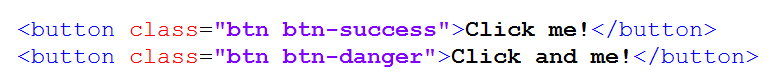 <button class="btn btn-success">Click me!</button>
<button class="btn btn-danger">Click and me!</button>